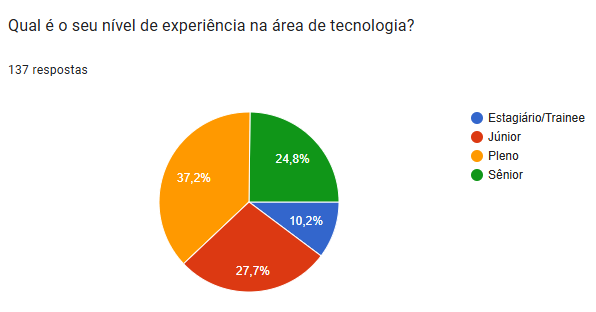 Qual é o seu nível de experiência na área de tecnologia?
137 respostas
Estagiário/Trainee
Júnior
Pleno
Sênior
24,8%
37,2%
10,2%
27,7%